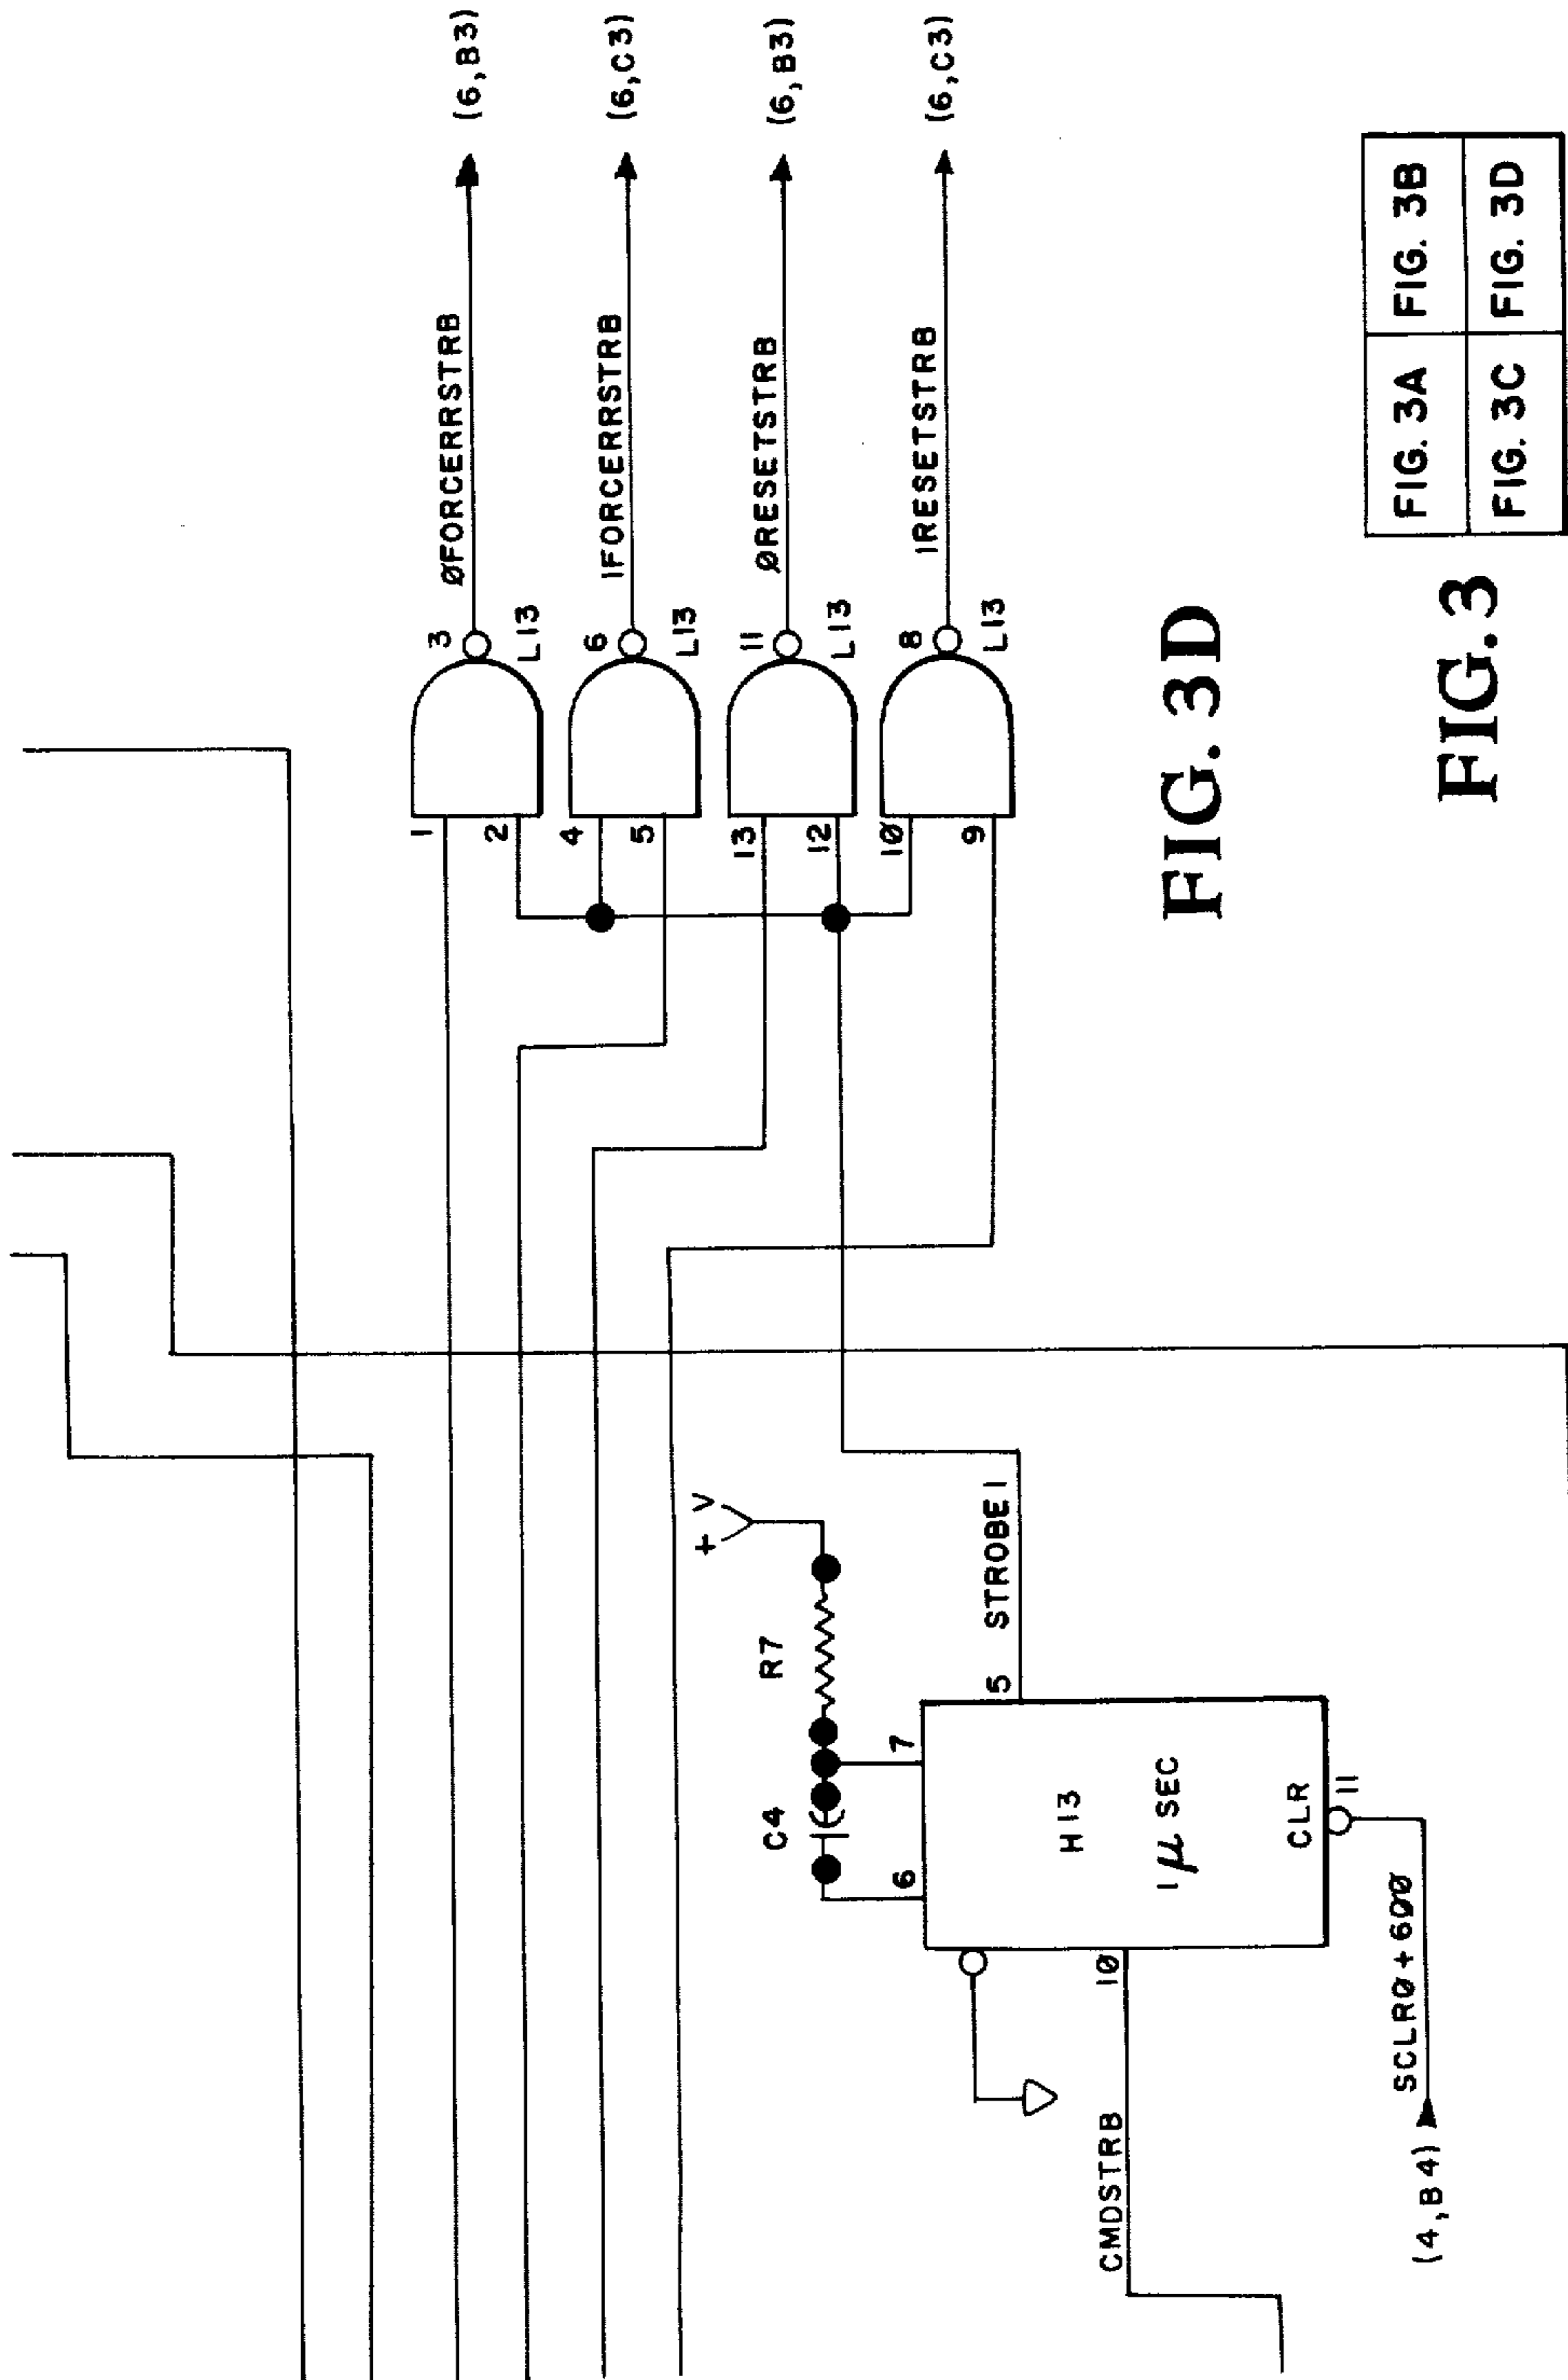 ØFORCERRSTRB (6,B3)
1 2 3 L13
1FORCERRSTRB (6,C3)
4 5 6 L13
ØRESETSTRB (6,B3)
13 12 11 L13
1RESETSTRB (6,C3)
1Ø 9 8 L13
+ V
C4 R7
6 7
H13
1 µ SEC
CLR
11
5 STROBE 1
CMDSTRB 1Ø
(4,B4) SCLRØ+6ØØ
FIG. 3D
FIG. 3A FIG. 3B
FIG. 3C FIG. 3D
FIG.3